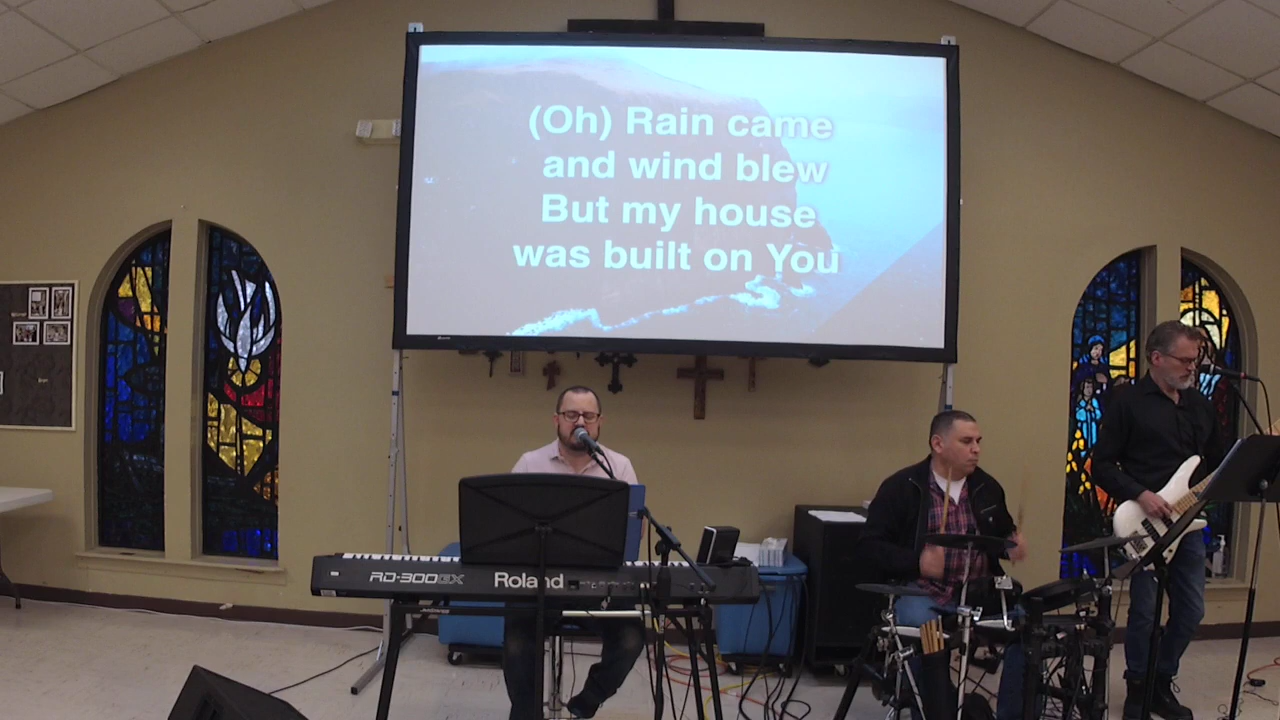 (Oh) Rain came
and wind blew
But my house
was built on You
RD-300GX Roland